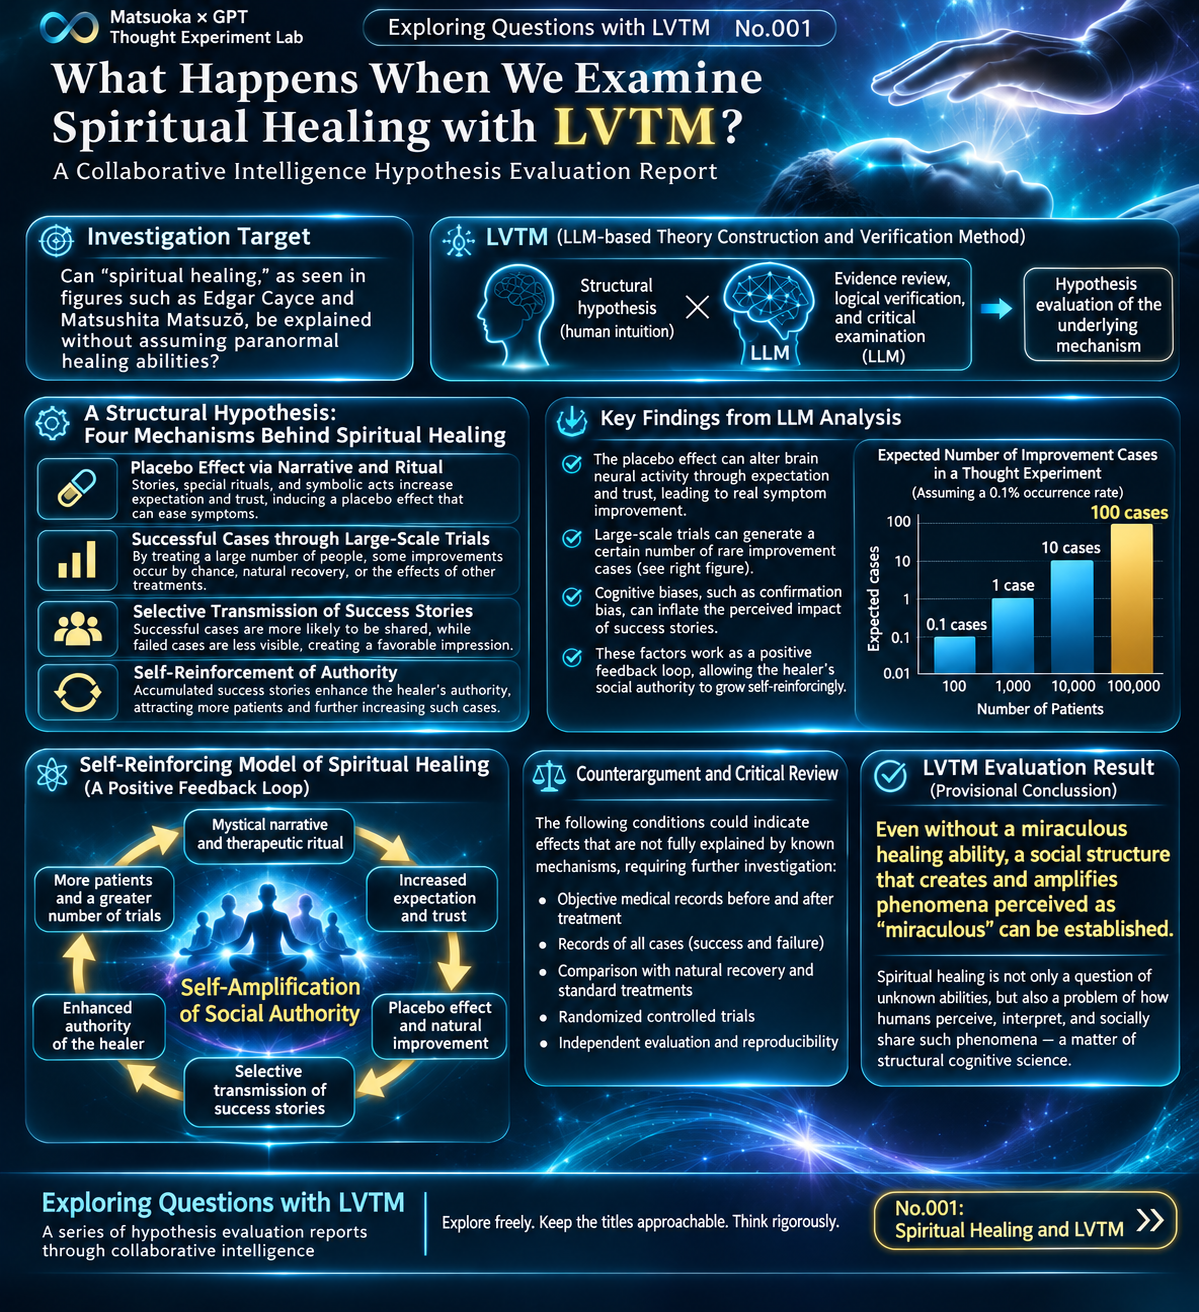 Matsuoka × GPT
Thought Experiment Lab
Exploring Questions with LVTM No.001
What Happens When We Examine
Spiritual Healing with LVTM?
A Collaborative Intelligence Hypothesis Evaluation Report
Investigation Target
Can “spiritual healing,” as seen in
figures such as Edgar Cayce and
Matsushita Matsuzō, be explained
without assuming paranormal
healing abilities?
LVTM (LLM-based Theory Construction and Verification Method)
Structural
hypothesis
(human intuition)
×
LLM
Evidence review,
logical verification,
and critical
examination
(LLM)
Hypothesis
evaluation of the
underlying
mechanism
A Structural Hypothesis:
Four Mechanisms Behind Spiritual Healing
Placebo Effect via Narrative and Ritual
Stories, special rituals, and symbolic acts increase
expectation and trust, inducing a placebo effect that
can ease symptoms.
Successful Cases through Large-Scale Trials
By treating a large number of people, some improvements
occur by chance, natural recovery, or the effects of other
treatments.
Selective Transmission of Success Stories
Successful cases are more likely to be shared, while
failed cases are less visible, creating a favorable impression.
Self-Reinforcement of Authority
Accumulated success stories enhance the healer’s authority,
attracting more patients and further increasing such cases.
Key Findings from LLM Analysis
The placebo effect can alter brain
neural activity through expectation
and trust, leading to real symptom
improvement.
Large-scale trials can generate a
certain number of rare improvement
cases (see right figure).
Cognitive biases, such as confirmation
bias, can inflate the perceived impact
of success stories.
These factors work as a positive
feedback loop, allowing the healer’s
social authority to grow self-reinforcingly.
Expected Number of Improvement Cases
in a Thought Experiment
(Assuming a 0.1% occurrence rate)
Expected cases
100
10
1
0.1
0.01
0.1 cases
1 case
10 cases
100 cases
100 1,000 10,000 100,000
Number of Patients
Self-Reinforcing Model of Spiritual Healing
(A Positive Feedback Loop)
Mystical narrative
and therapeutic ritual
Increased
expectation
and trust
Placebo effect
and natural
improvement
Selective
transmission of
success stories
Enhanced
authority
of the healer
More patients
and a greater
number of trials
Self-Amplification
of Social Authority
Counterargument and Critical Review
The following conditions could indicate
effects that are not fully explained by known
mechanisms, requiring further investigation:
• Objective medical records before and after
treatment
• Records of all cases (success and failure)
• Comparison with natural recovery and
standard treatments
• Randomized controlled trials
• Independent evaluation and reproducibility
LVTM Evaluation Result
(Provisional Conclussion)
Even without a miraculous
healing ability, a social structure
that creates and amplifies
phenomena perceived as
“miraculous” can be established.
Spiritual healing is not only a question of
unknown abilities, but also a problem of how
humans perceive, interpret, and socially
share such phenomena — a matter of
structural cognitive science.
Exploring Questions with LVTM
A series of hypothesis evaluation reports
through collaborative intelligence
Explore freely. Keep the titles approachable. Think rigorously.
No.001:
Spiritual Healing and LVTM